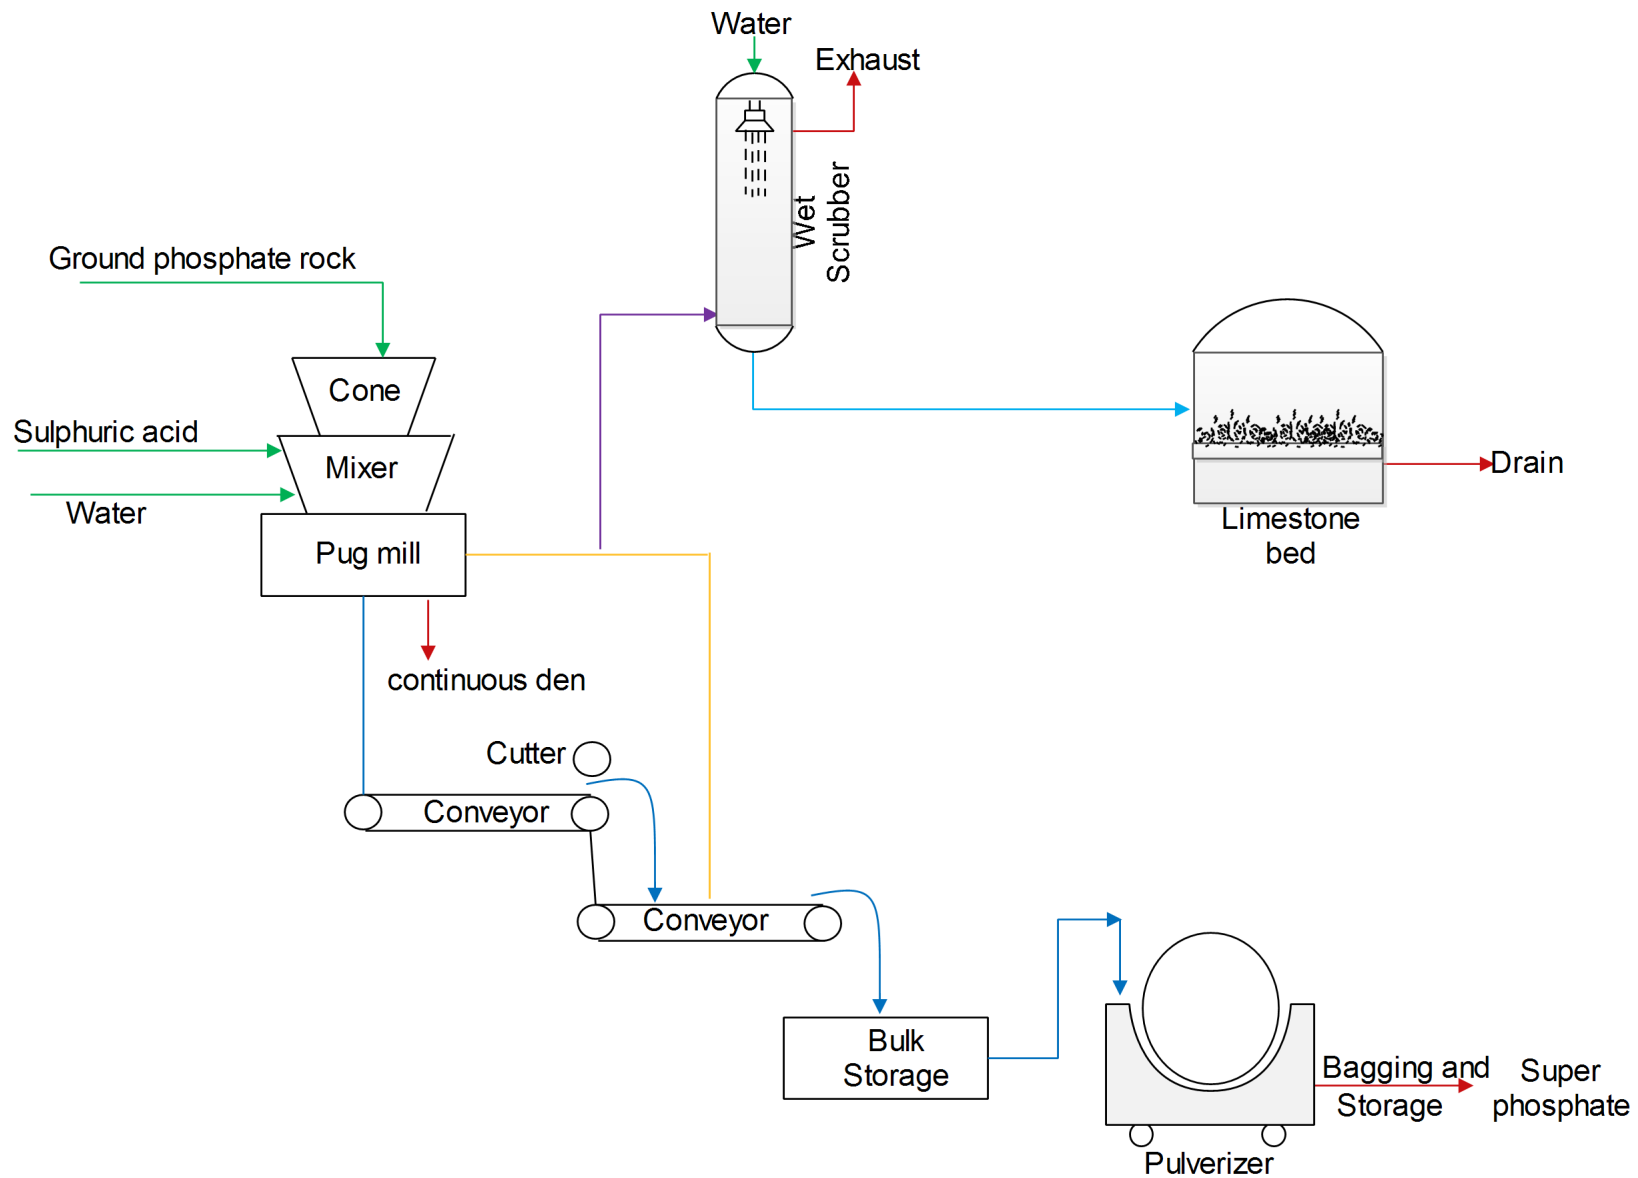 Water
Exhaust
Wet
Scrubber
Ground phosphate rock
Cone
Sulphuric acid
Mixer
Water
Pug mill
Drain
Limestone
bed
continuous den
Cutter
Conveyor
Conveyor
Bulk
Storage
Bagging and
Storage
Super
phosphate
Pulverizer